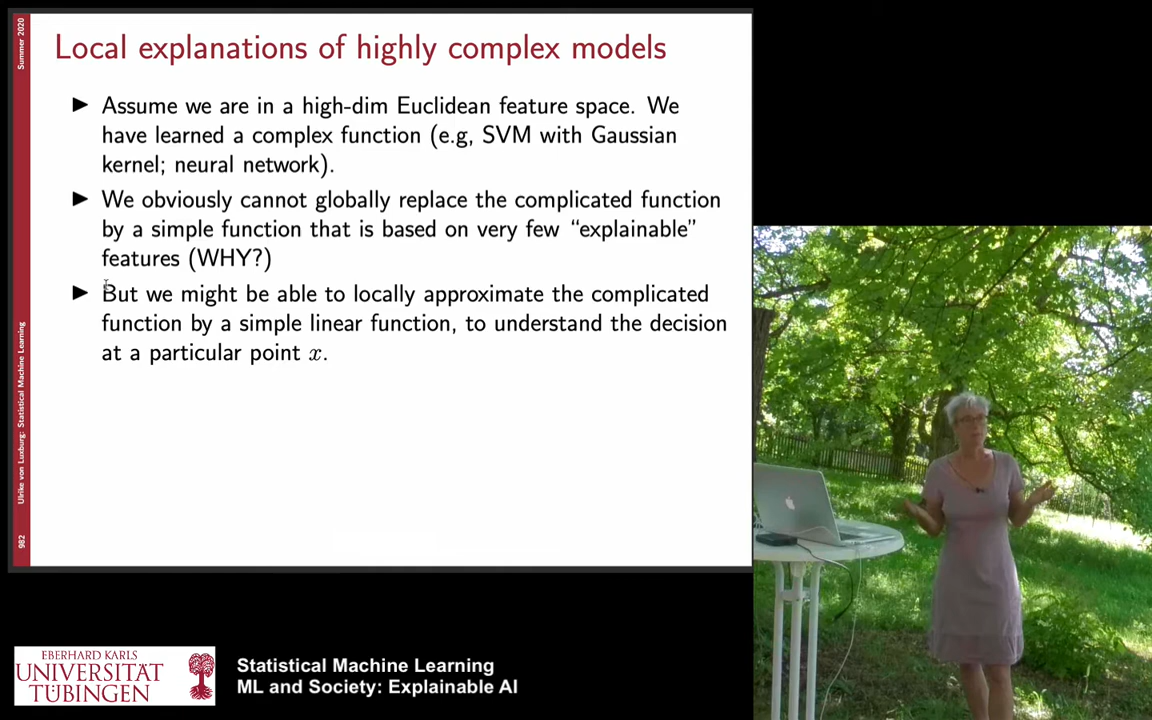 Local explanations of highly complex models
▶ Assume we are in a high-dim Euclidean feature space. We
have learned a complex function (e.g, SVM with Gaussian
kernel; neural network).
▶ We obviously cannot globally replace the complicated function
by a simple function that is based on very few “explainable”
features (WHY?)
▶ But we might be able to locally approximate the complicated
function by a simple linear function, to understand the decision
at a particular point x.
Summer 2020
Ulrike von Luxburg: Statistical Machine Learning
982
EBERHARD KARLS
UNIVERSITÄT
TÜBINGEN
Statistical Machine Learning
ML and Society: Explainable AI